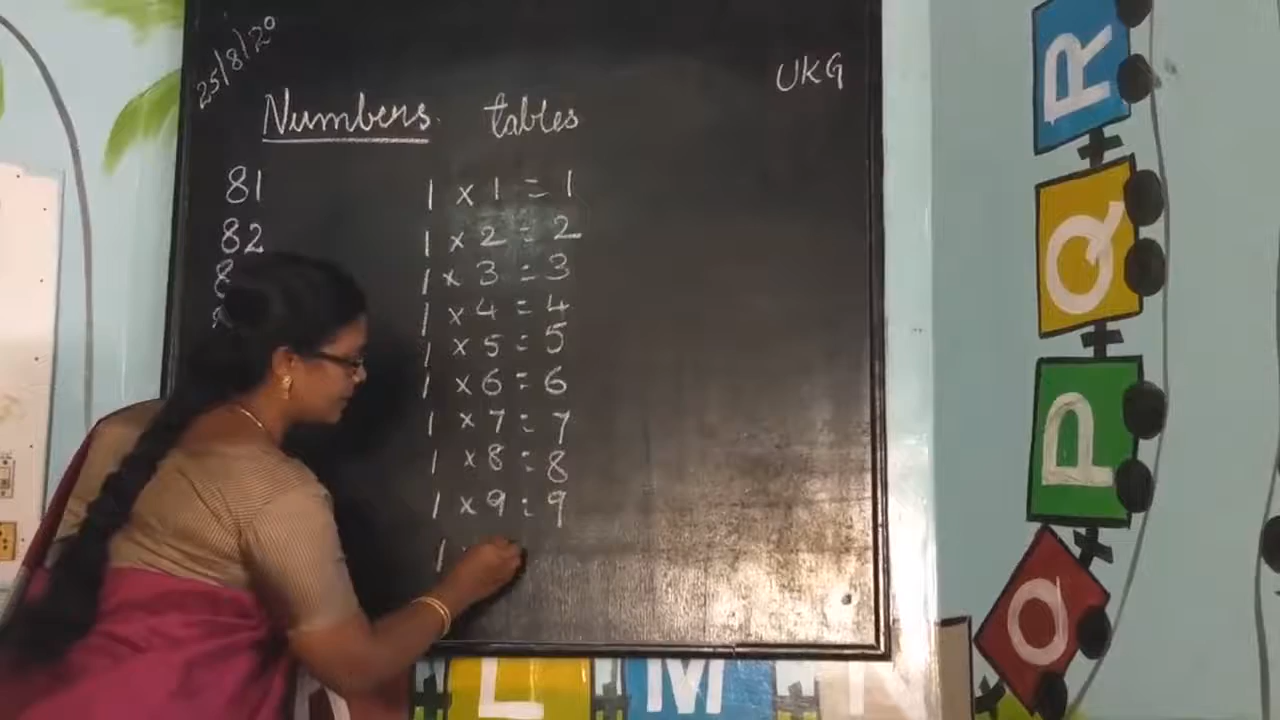 25/8/20
UKG
Numbers. tables
81
82
1 x 1 = 1
1 x 2 = 2
1 x 3 = 3
1 x 4 = 4
1 x 5 = 5
1 x 6 = 6
1 x 7 = 7
1 x 8 = 8
1 x 9 = 9
1
R
Q
P
O
L M N